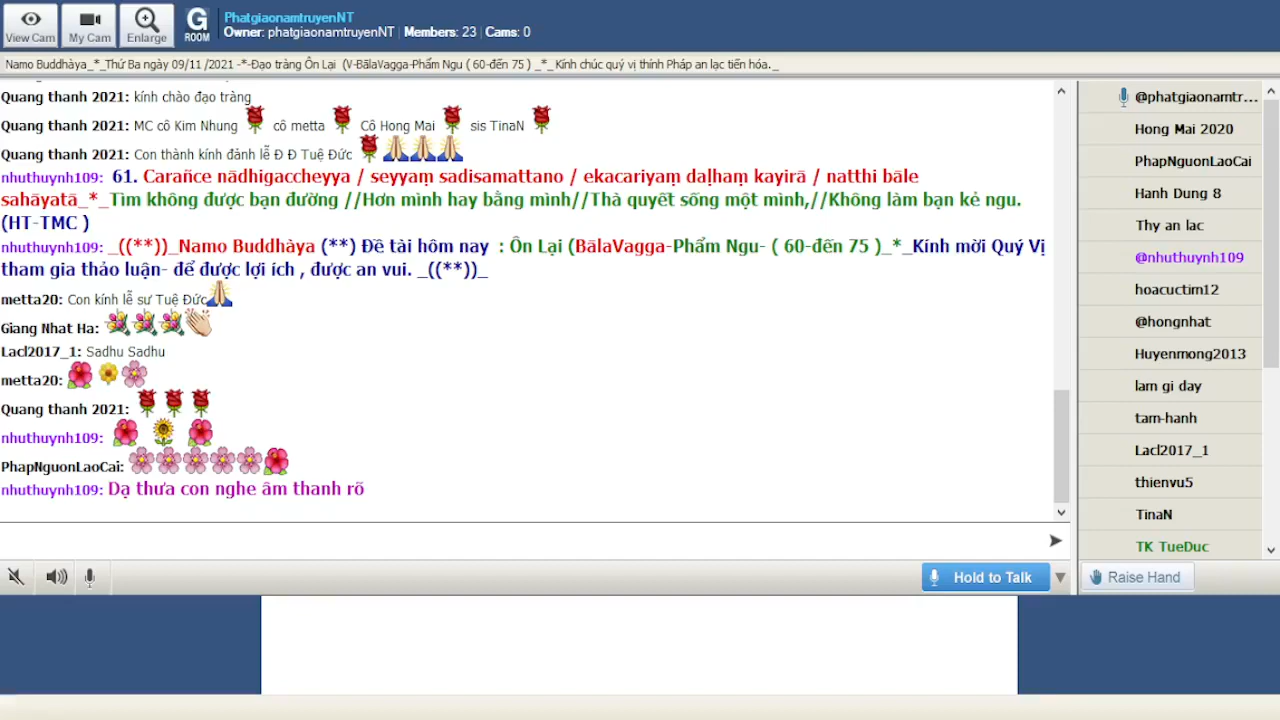 View Cam
My Cam
Enlarge
G
ROOM
PhatgiaonamtruyenNT
Owner: phatgiaonamtruyenNT | Members: 23 | Cams: 0
Namo Buddhàya_*_Thứ Ba ngày 09/11 /2021 -*-Đạo tràng Ôn Lại (V-BālaVagga-Phẩm Ngu ( 60-đến 75 ) _*_ Kính chúc quý vị thính Pháp an lạc tiến hóa._
Quang thanh 2021: kính chào đạo tràng
Quang thanh 2021: MC cô Kim Nhung cô metta Cô Hong Mai sis TinaN
Quang thanh 2021: Con thành kính đảnh lễ Đ Đ Tuệ Đức
nhuthuynh109: 61. Carañce nādhigaccheyya / seyyaṃ sadisamattano / ekacariyaṃ daḷhaṃ kayirā / natthi bāle
sahāyatā_*_Tìm không được bạn đường //Hơn mình hay bằng mình//Thà quyết sống một mình,//Không làm bạn kẻ ngu.
(HT-TMC )
nhuthuynh109: _((**))_Namo Buddhàya (**) Đề tài hôm nay : Ôn Lại (BālaVagga-Phẩm Ngu- ( 60-đến 75 )_*_Kính mời Quý Vị
tham gia thảo luận- để được lợi ích , được an vui. _((**))_
metta20: Con kính lễ sư Tuệ Đức
Giang Nhat Ha:
Lacl2017_1: Sadhu Sadhu
metta20:
Quang thanh 2021:
nhuthuynh109:
PhapNguonLaoCai:
nhuthuynh109: Dạ thưa con nghe âm thanh rõ
@phatgiaonamtr...
Hong Mai 2020
PhapNguonLaoCai
Hanh Dung 8
Thy an lac
@nhuthuynh109
hoacuctim12
@hongnhat
Huyenmong2013
lam gi day
tam-hanh
Lacl2017_1
thienvu5
TinaN
TK TueDuc
Hold to Talk
Raise Hand